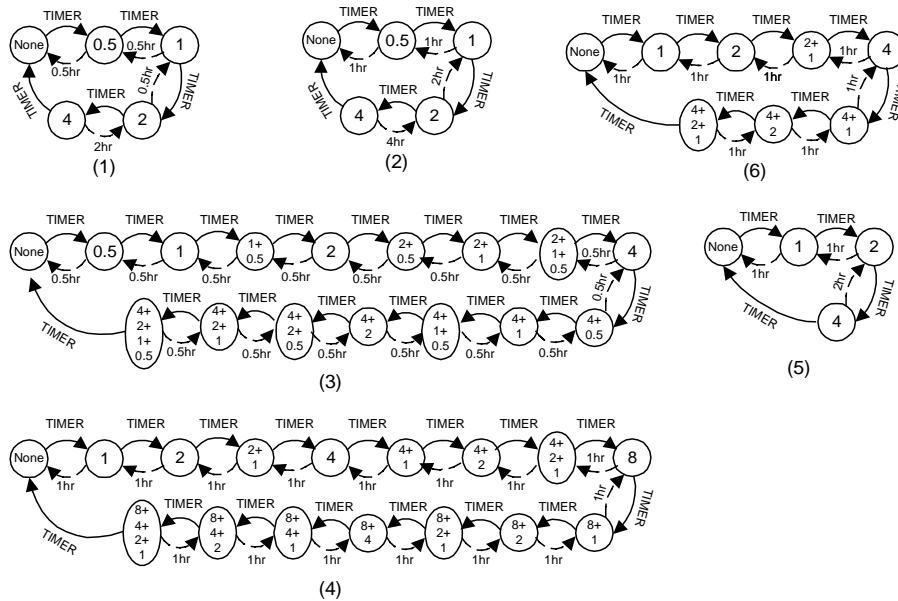 TIMER TIMER
None 0.5 1
0.5hr 0.5hr
TIMER 0.5hr TIMER
TIMER
4 2
2hr
(1)
TIMER TIMER
None 0.5 1
1hr 1hr
TIMER 2hr TIMER
TIMER
4 2
4hr
(2)
TIMER TIMER TIMER TIMER
None 1 2 2+ 1 4
1hr 1hr 1hr 1hr
TIMER 1hr TIMER
TIMER TIMER TIMER
4+ 2+ 1 4+ 2 4+ 1
1hr 1hr
(6)
TIMER TIMER TIMER TIMER TIMER TIMER TIMER TIMER
None 0.5 1 1+ 0.5 2 2+ 0.5 2+ 1 2+ 1+ 0.5 4
0.5hr 0.5hr 0.5hr 0.5hr 0.5hr 0.5hr 0.5hr 0.5hr
TIMER 0.5hr TIMER
TIMER TIMER TIMER TIMER TIMER TIMER
4+ 2+ 1+ 0.5 4+ 2+ 1 4+ 2+ 0.5 4+ 2 4+ 1+ 0.5 4+ 1 4+ 0.5
0.5hr 0.5hr 0.5hr 0.5hr 0.5hr 0.5hr
(3)
TIMER TIMER
None 1 2
1hr 1hr
TIMER 2hr TIMER
4
(5)
TIMER TIMER TIMER TIMER TIMER TIMER TIMER TIMER
None 1 2 2+ 1 4 4+ 1 4+ 2 4+ 2+ 1 8
1hr 1hr 1hr 1hr 1hr 1hr 1hr 1hr
TIMER 1hr TIMER
TIMER TIMER TIMER TIMER TIMER TIMER
8+ 4+ 2+ 1 8+ 4+ 2 8+ 4+ 1 8+ 4 8+ 2+ 1 8+ 2 8+ 1
1hr 1hr 1hr 1hr 1hr 1hr
(4)